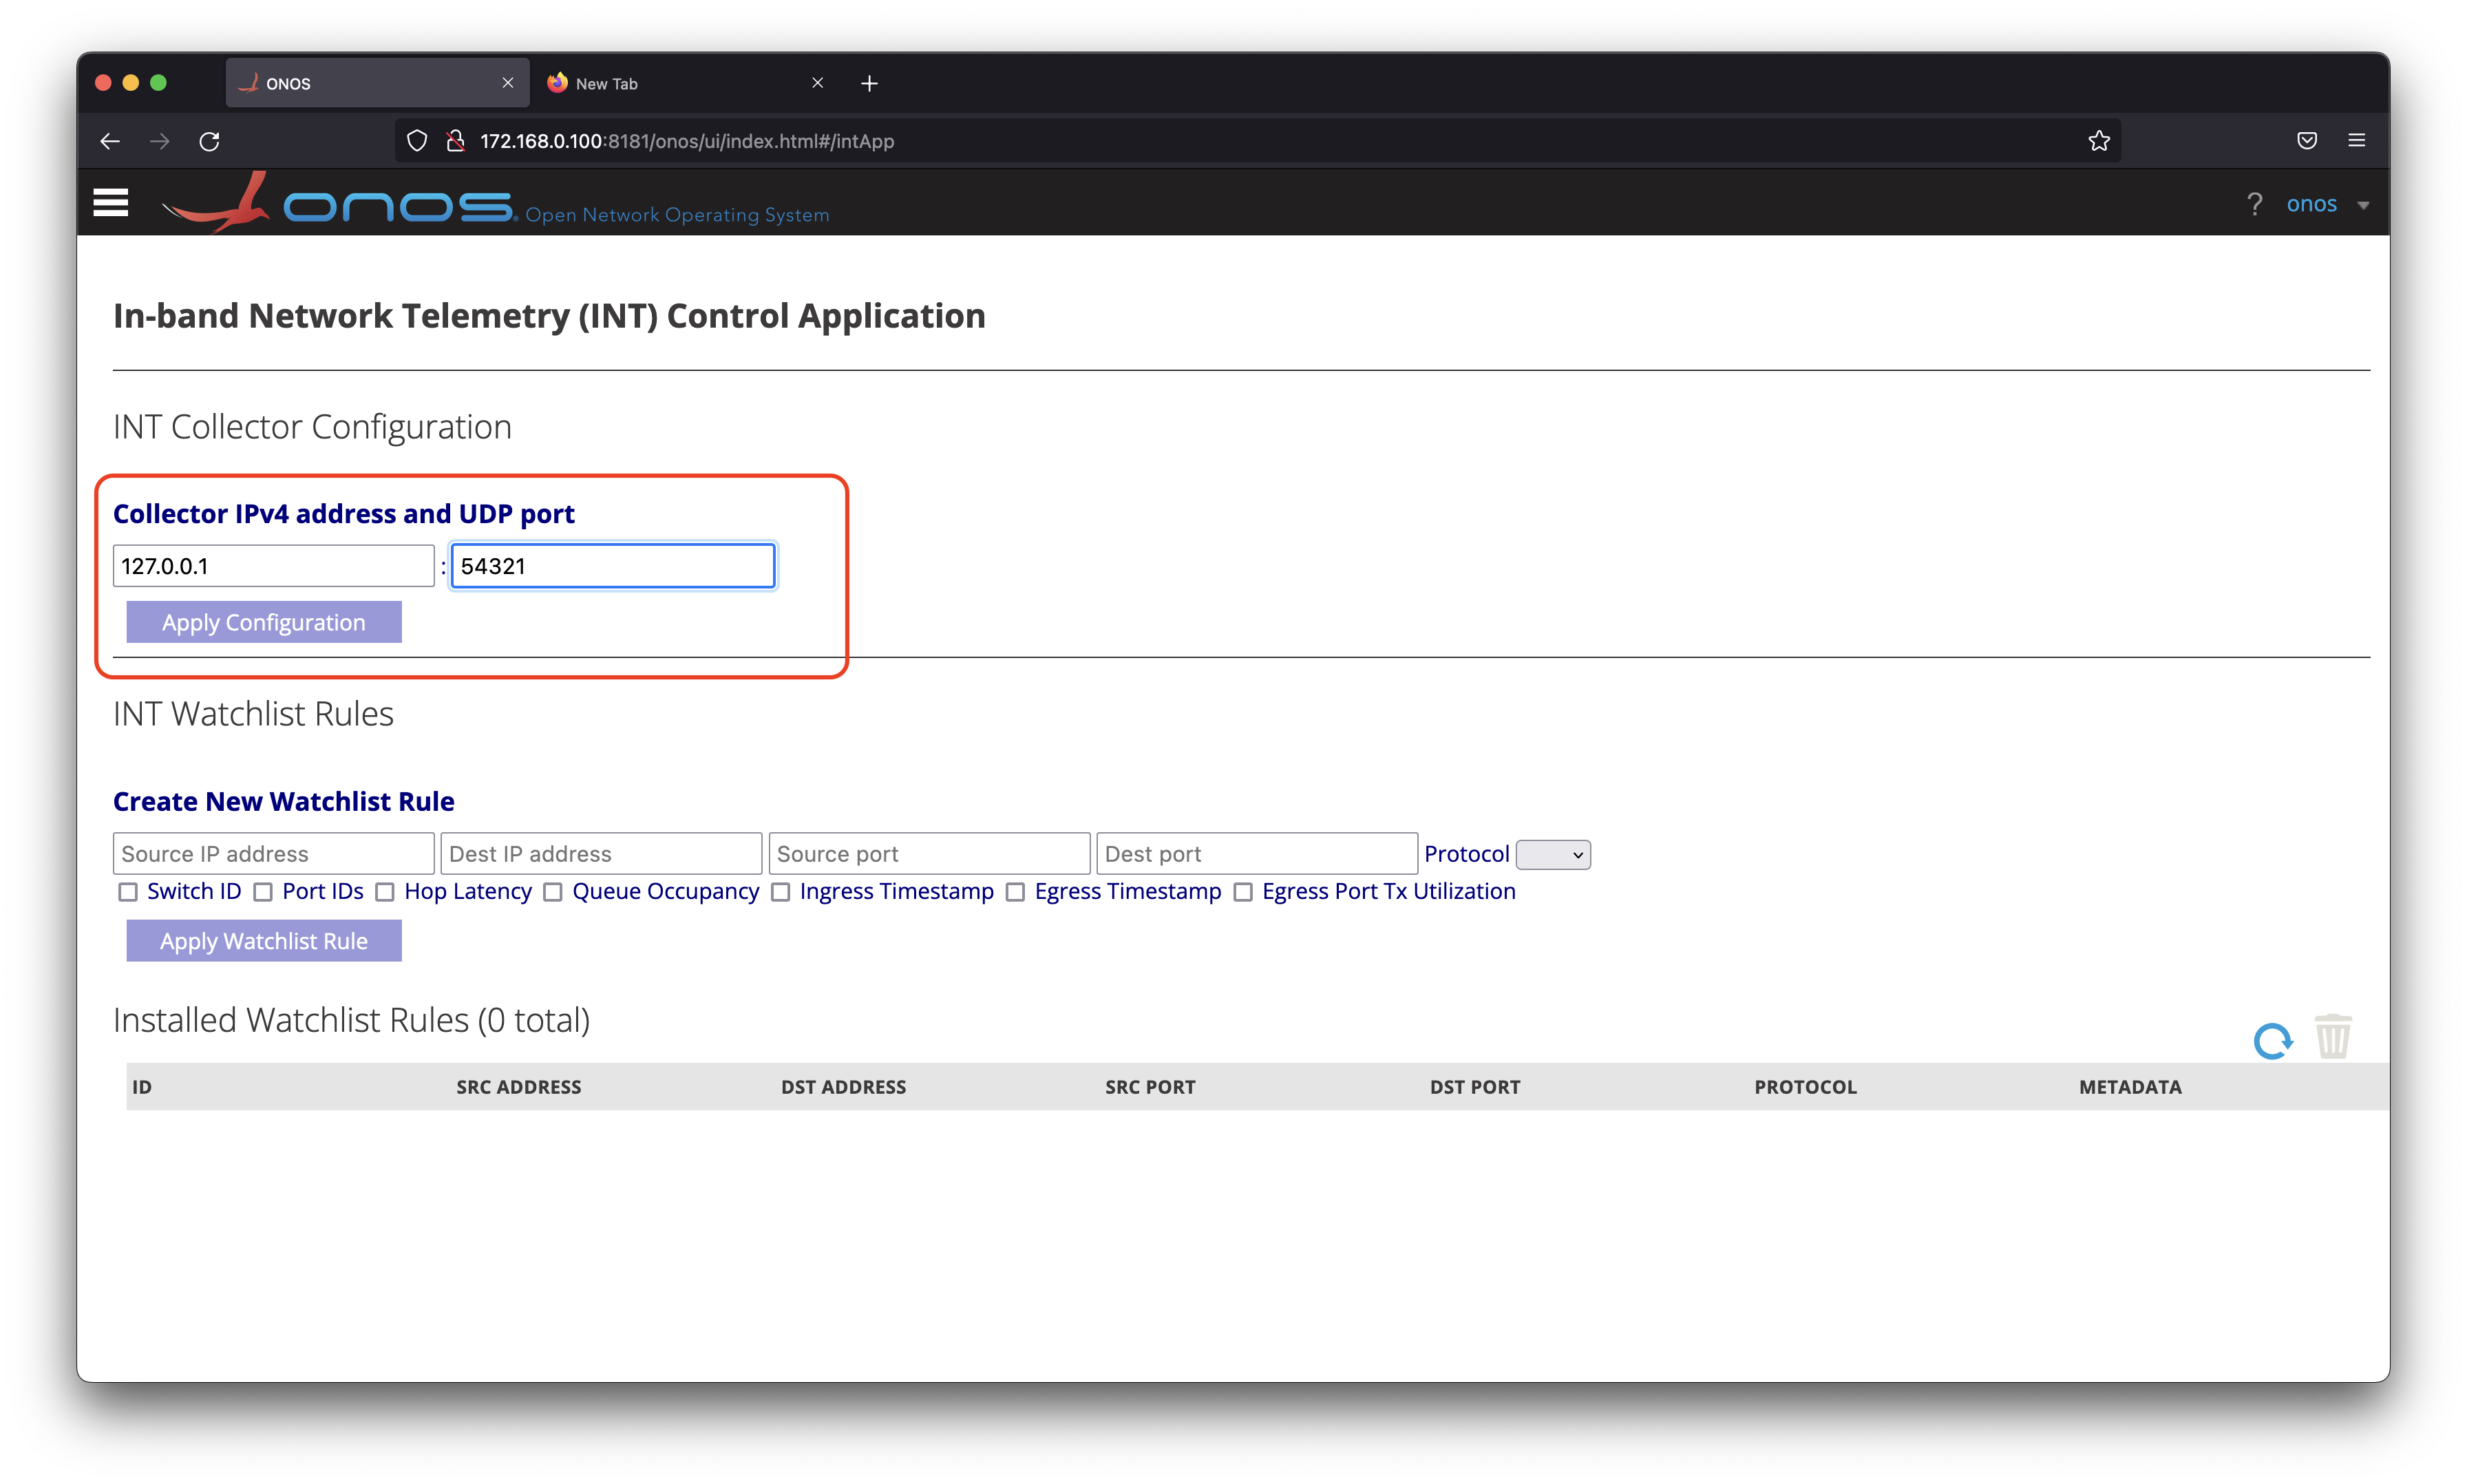 ONOS
New Tab
172.168.0.100:8181/onos/ui/index.html#/intApp
onos Open Network Operating System
? onos
In-band Network Telemetry (INT) Control Application
INT Collector Configuration
Collector IPv4 address and UDP port
127.0.0.1 : 54321
Apply Configuration
INT Watchlist Rules
Create New Watchlist Rule
Source IP address Dest IP address Source port Dest port Protocol
Switch ID Port IDs Hop Latency Queue Occupancy Ingress Timestamp Egress Timestamp Egress Port Tx Utilization
Apply Watchlist Rule
Installed Watchlist Rules (0 total)
ID SRC ADDRESS DST ADDRESS SRC PORT DST PORT PROTOCOL METADATA